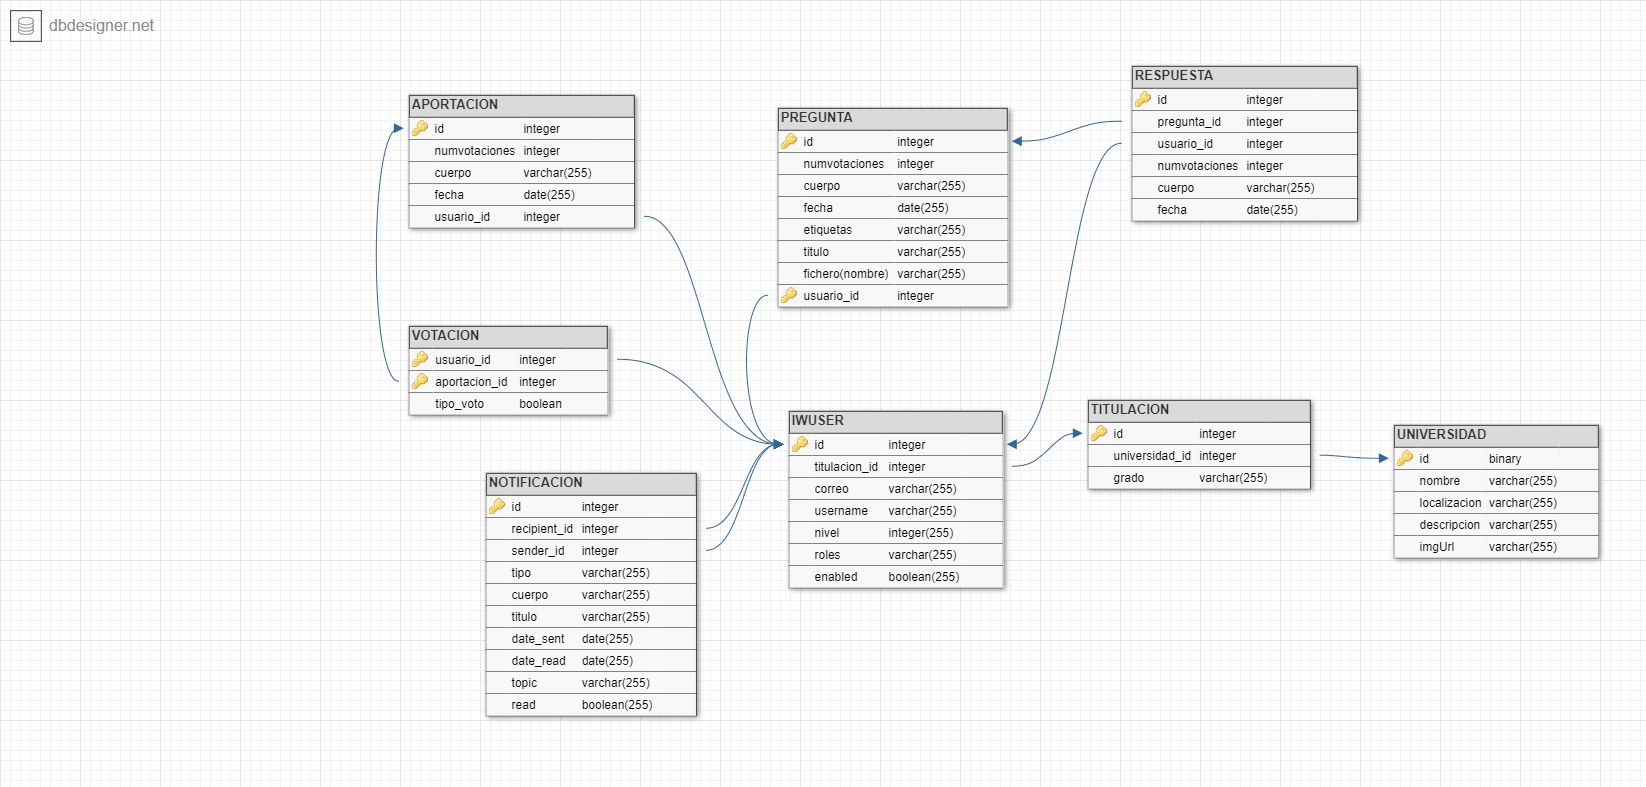 dbdesigner.net
APORTACION
id integer
numvotaciones integer
cuerpo varchar(255)
fecha date(255)
usuario_id integer
PREGUNTA
id integer
numvotaciones integer
cuerpo varchar(255)
fecha date(255)
etiquetas varchar(255)
titulo varchar(255)
fichero(nombre) varchar(255)
usuario_id integer
RESPUESTA
id integer
pregunta_id integer
usuario_id integer
numvotaciones integer
cuerpo varchar(255)
fecha date(255)
VOTACION
usuario_id integer
aportacion_id integer
tipo_voto boolean
IWUSER
id integer
titulacion_id integer
correo varchar(255)
username varchar(255)
nivel integer(255)
roles varchar(255)
enabled boolean(255)
TITULACION
id integer
universidad_id integer
grado varchar(255)
UNIVERSIDAD
id binary
nombre varchar(255)
localizacion varchar(255)
descripcion varchar(255)
imgUrl varchar(255)
NOTIFICACION
id integer
recipient_id integer
sender_id integer
tipo varchar(255)
cuerpo varchar(255)
titulo varchar(255)
date_sent date(255)
date_read date(255)
topic varchar(255)
read boolean(255)